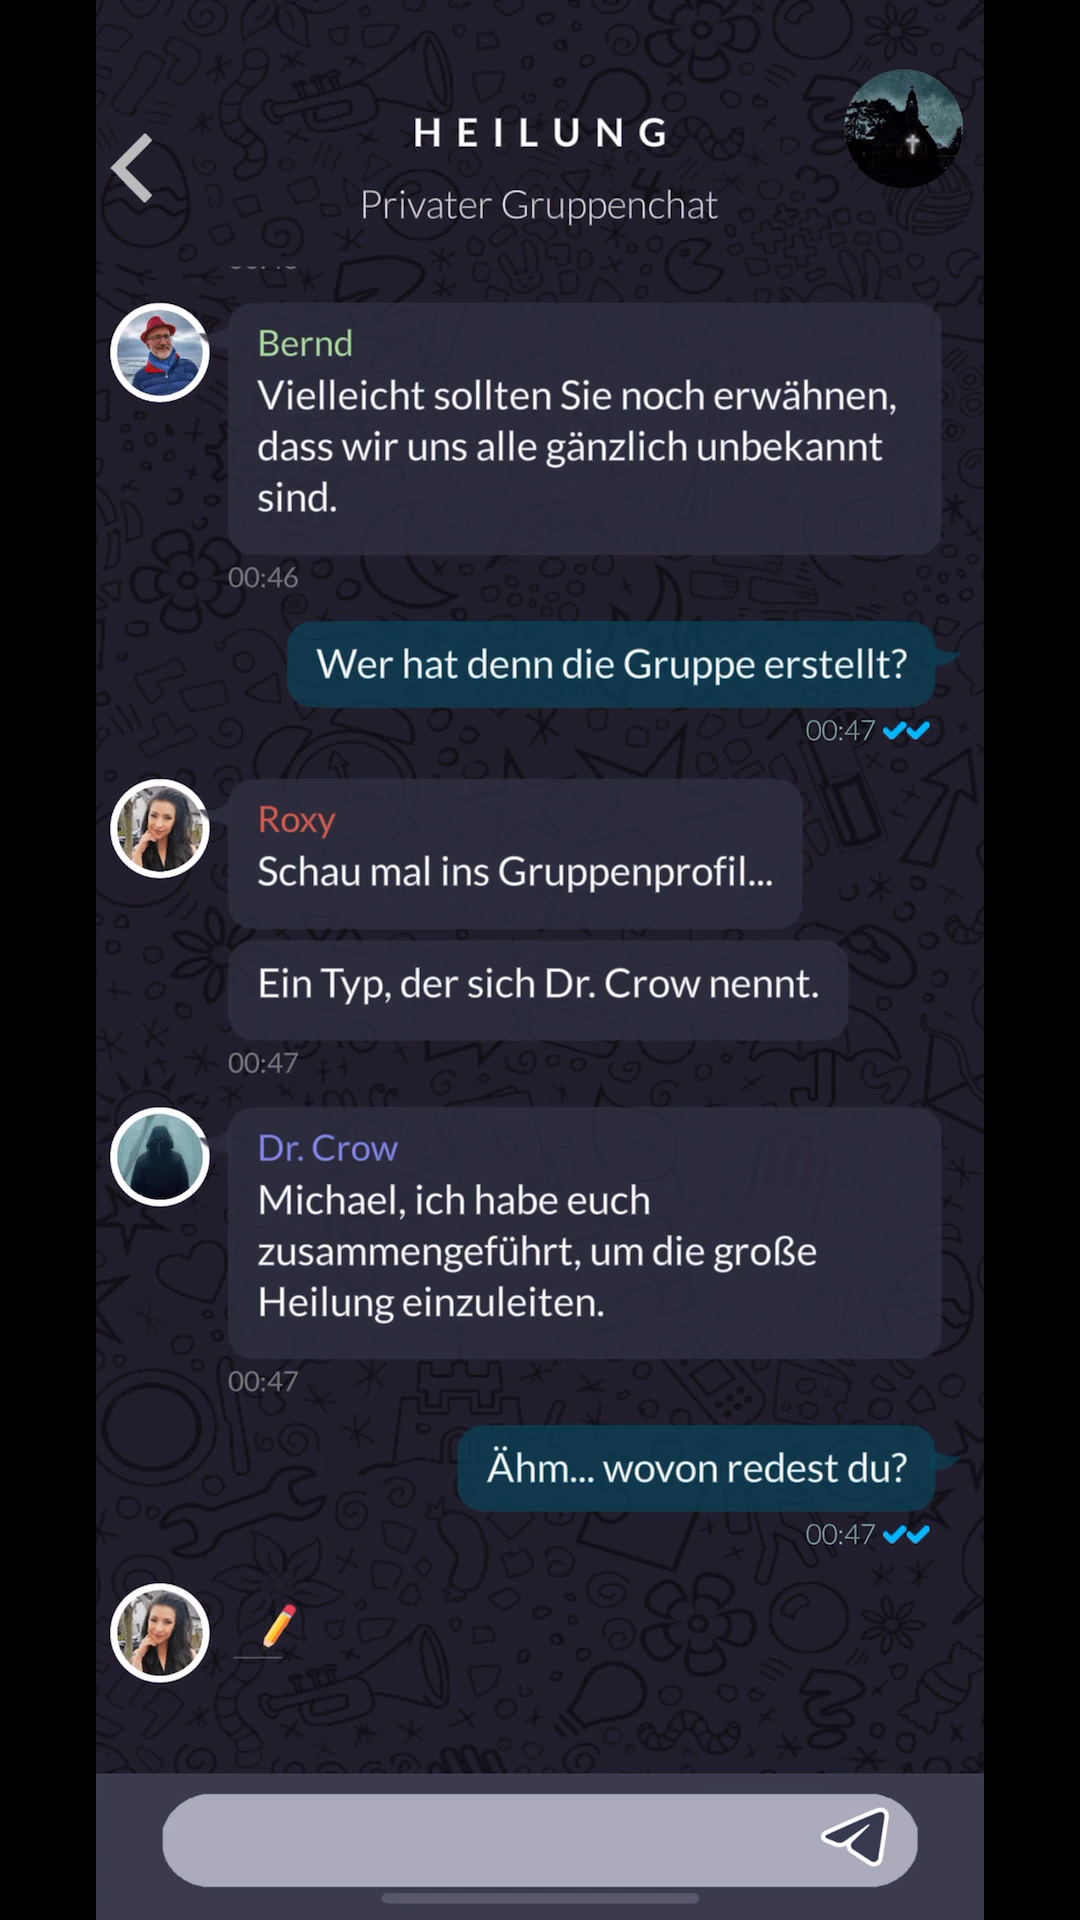 HEILUNG
Privater Gruppenchat
Bernd
Vielleicht sollten Sie noch erwähnen,
dass wir uns alle gänzlich unbekannt
sind.
00:46
Wer hat denn die Gruppe erstellt?
00:47
Roxy
Schau mal ins Gruppenprofil...
Ein Typ, der sich Dr. Crow nennt.
00:47
Dr. Crow
Michael, ich habe euch
zusammengeführt, um die große
Heilung einzuleiten.
00:47
Ähm... wovon redest du?
00:47